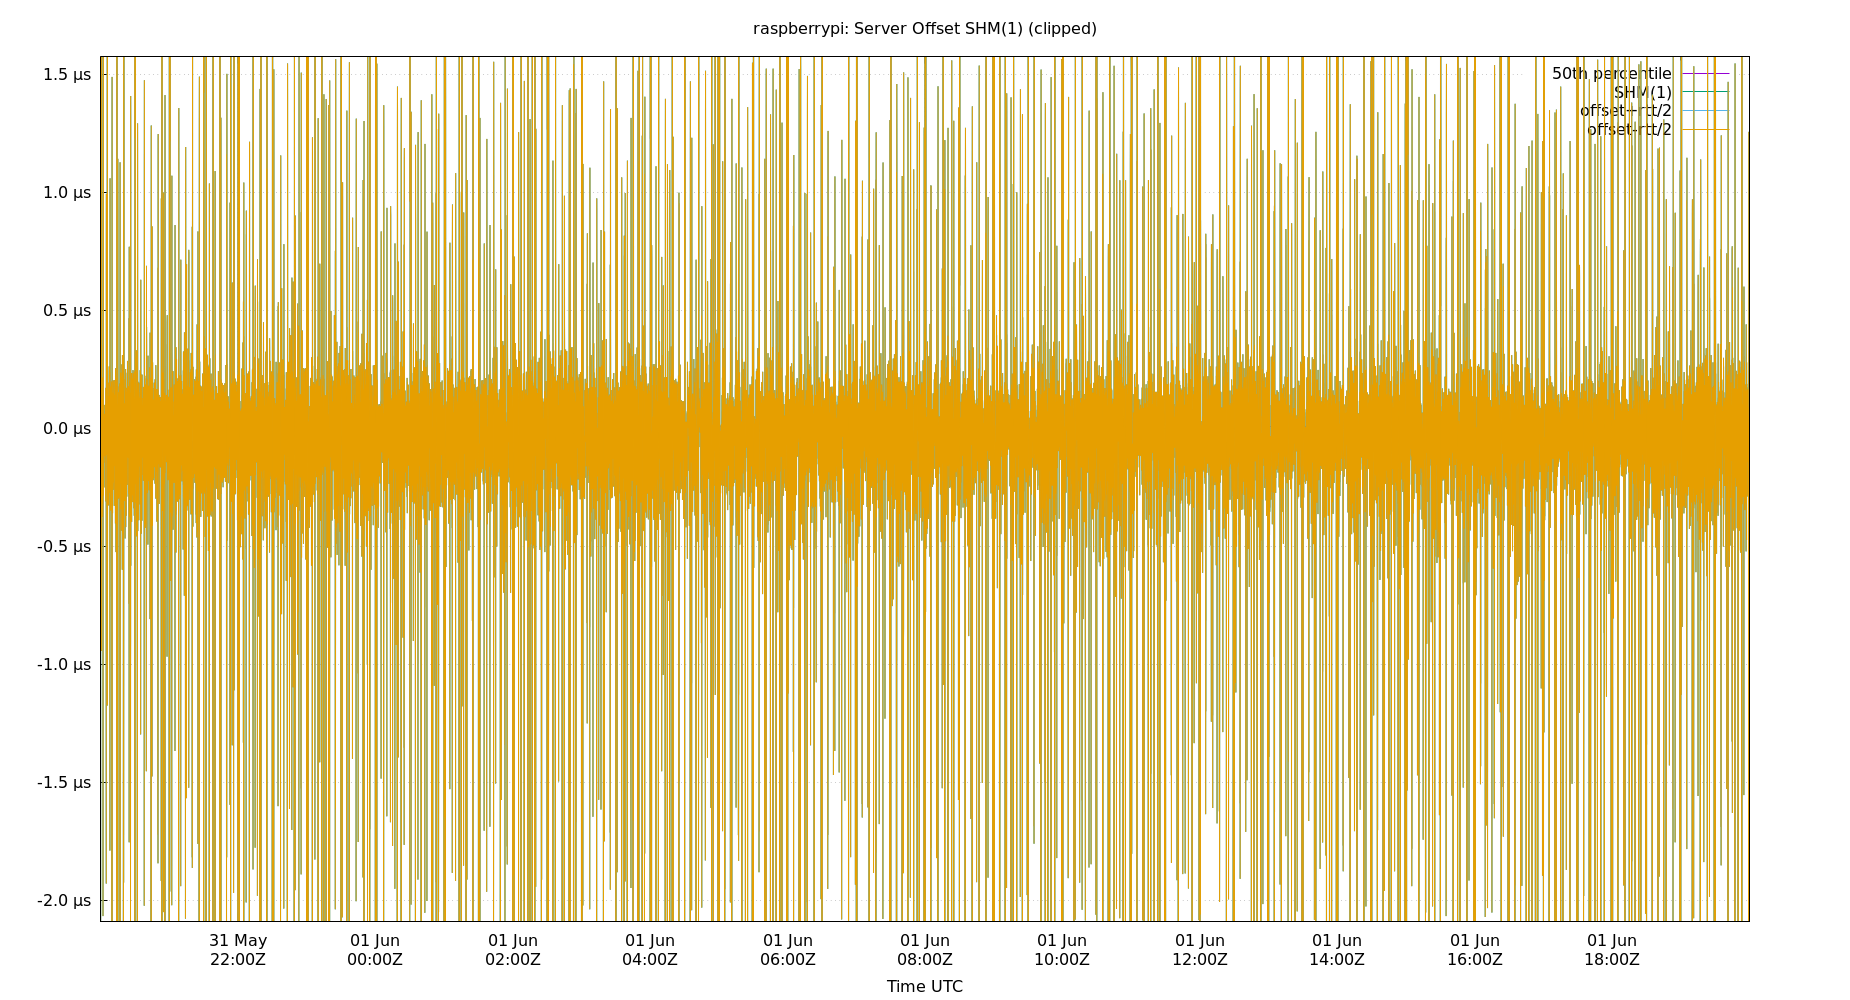 raspberrypi: Server Offset SHM(1) (clipped)
1.5 µs
1.0 µs
0.5 µs
0.0 µs
-0.5 µs
-1.0 µs
-1.5 µs
-2.0 µs
50th percentile
SHM(1)
offset+rtt/2
offset-rtt/2
31 May 01 Jun 01 Jun 01 Jun 01 Jun 01 Jun 01 Jun 01 Jun 01 Jun 01 Jun 01 Jun
22:00Z 00:00Z 02:00Z 04:00Z 06:00Z 08:00Z 10:00Z 12:00Z 14:00Z 16:00Z 18:00Z
Time UTC